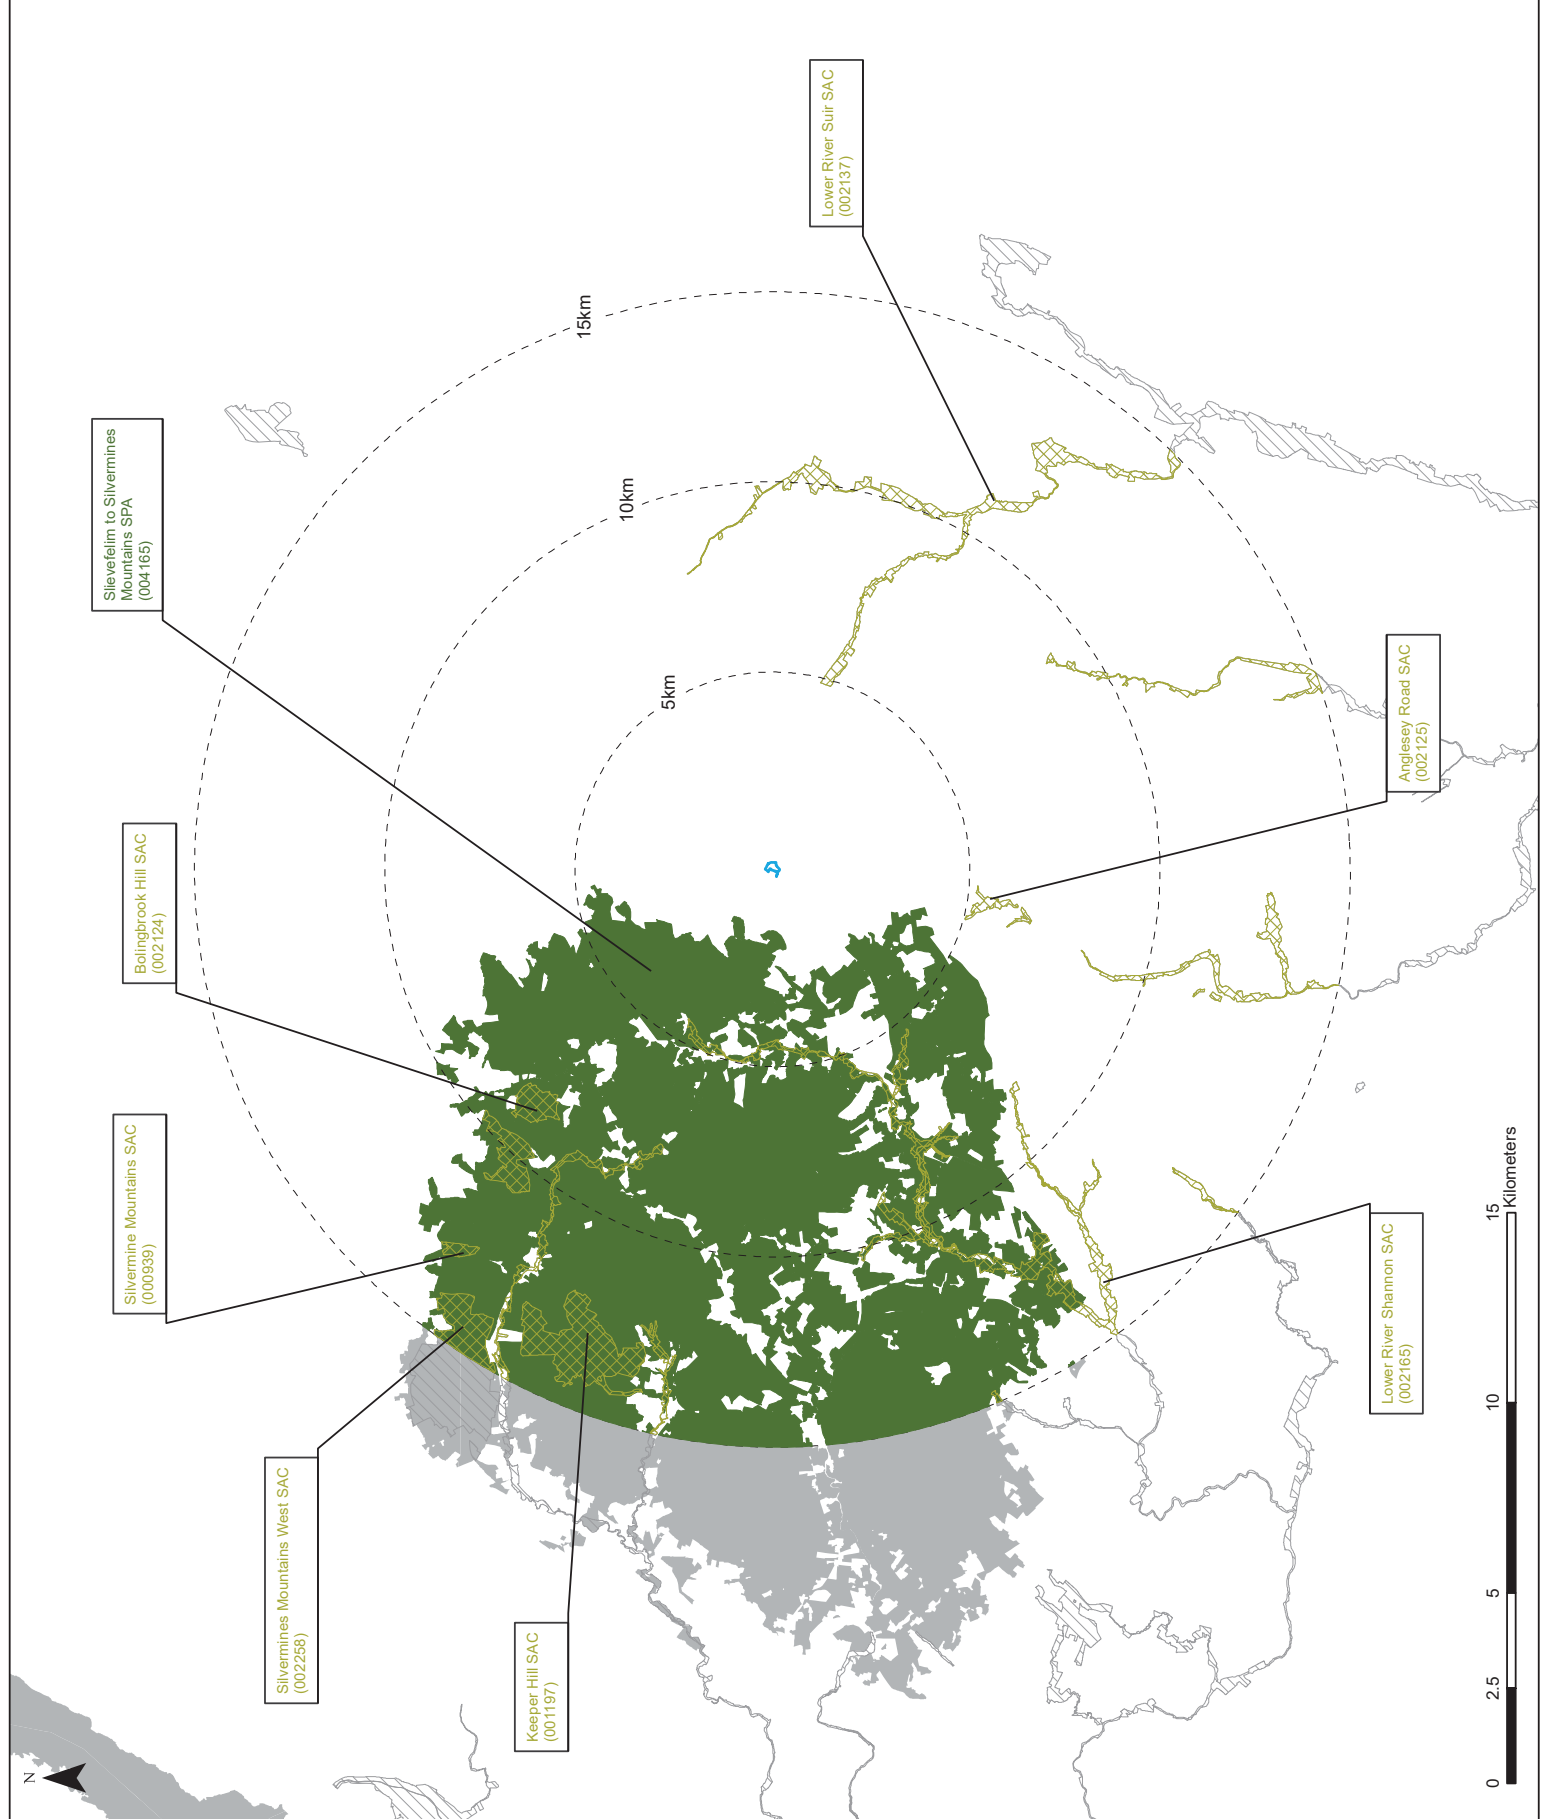 N
Silvermines Mountains West SAC
(002258)
Silvermine Mountains SAC
(000939)
Bolingbrook Hill SAC
(002124)
Slievefelim to Silvermines
Mountains SPA
(004165)
Keeper Hill SAC
(001197)
Lower River Suir SAC
(002137)
15km
10km
5km
Anglesey Road SAC
(002125)
Lower River Shannon SAC
(002165)
0
2.5
5
10
15
Kilometers